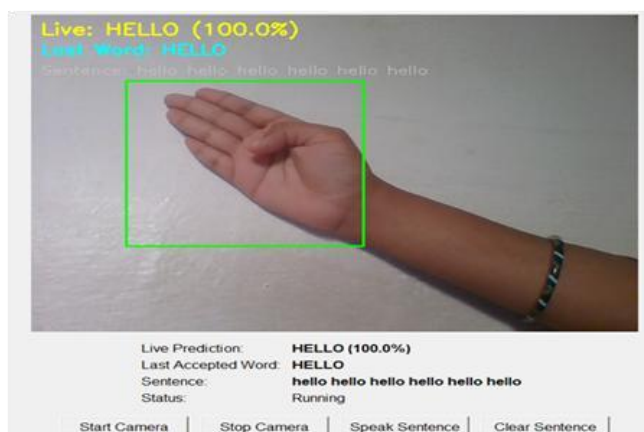 Live: HELLO (100.0%)
Last Word: HELLO
Sentence: hello hello hello hello hello hello
Live Prediction: HELLO (100.0%)
Last Accepted Word: HELLO
Sentence: hello hello hello hello hello hello
Status: Running
Start Camera Stop Camera Speak Sentence Clear Sentence